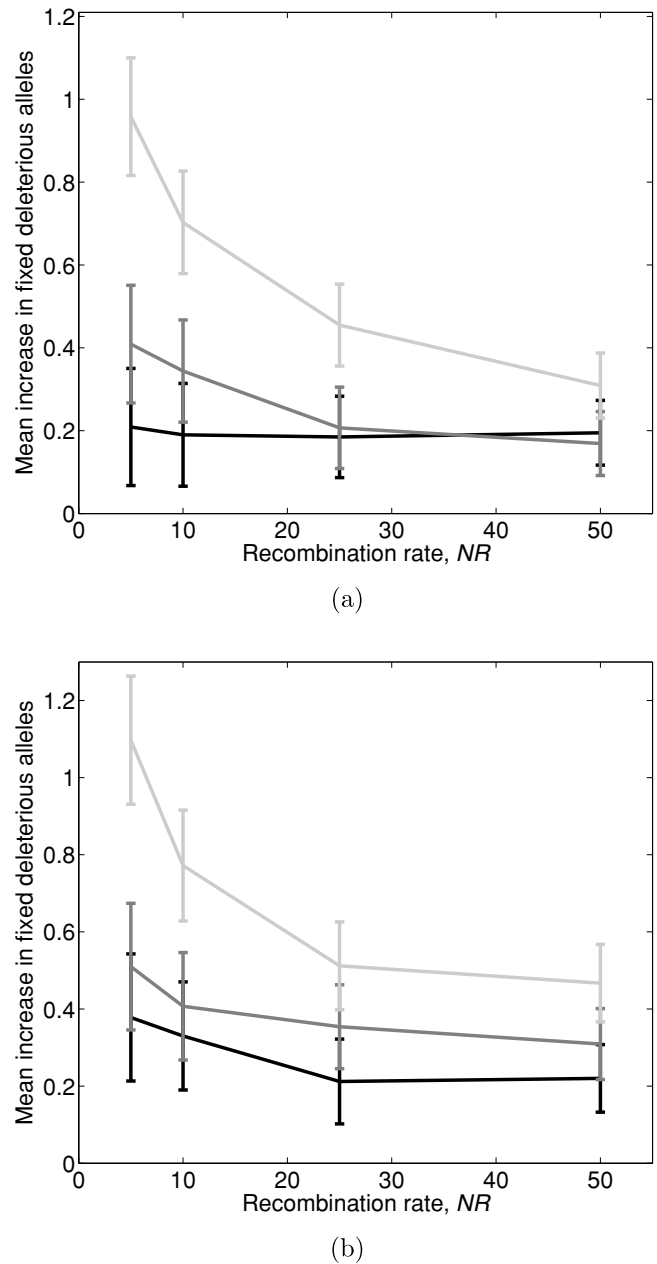 1.2
1
0.8
0.6
0.4
0.2
0
Mean increase in fixed deleterious alleles
0 10 20 30 40 50
Recombination rate, NR
(a)
1.2
1
0.8
0.6
0.4
0.2
0
Mean increase in fixed deleterious alleles
0 10 20 30 40 50
Recombination rate, NR
(b)